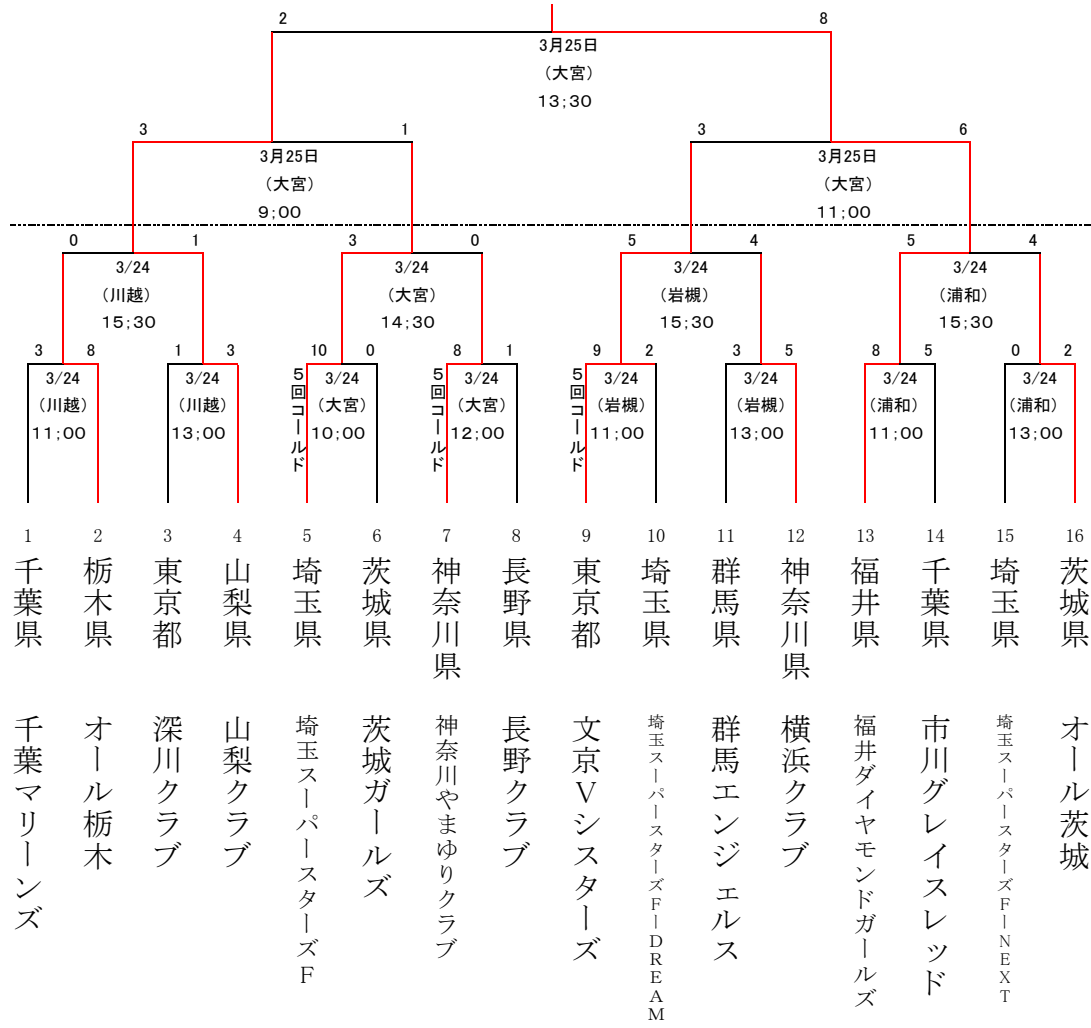 2 8
3月25日
(大宮)
13;30
3 1 3 6
3月25日 3月25日
(大宮) (大宮)
9;00 11;00
0 1 3 0 5 4 5 4
3/24 3/24 3/24 3/24
(川越) (大宮) (岩槻) (浦和)
15;30 14;30 15;30 15;30
3 8 1 3 10 0 8 1 9 2 3 5 8 5 0 2
3/24 3/24 5回コールド 3/24 5回コールド 3/24 5回コールド 3/24 3/24 3/24 3/24
(川越) (川越) (大宮) (大宮) (岩槻) (岩槻) (浦和) (浦和)
11;00 13;00 10;00 12;00 11;00 13;00 11;00 13;00
1 2 3 4 5 6 7 8 9 10 11 12 13 14 15 16
千葉県
栃木県
東京都
山梨県
埼玉県
茨城県
神奈川県
長野県
東京都
埼玉県
群馬県
神奈川県
福井県
千葉県
埼玉県
茨城県
千葉マリーンズ
オール栃木
深川クラブ
山梨クラブ
埼玉スーパースターズF
茨城ガールズ
神奈川やまゆりクラブ
長野クラブ
文京Vシスターズ
埼玉スーパースターズF－DREAM
群馬エンジェルス
横浜クラブ
福井ダイヤモンドガールズ
市川グレイスレッド
埼玉スーパースターズF－NEXT
オール茨城